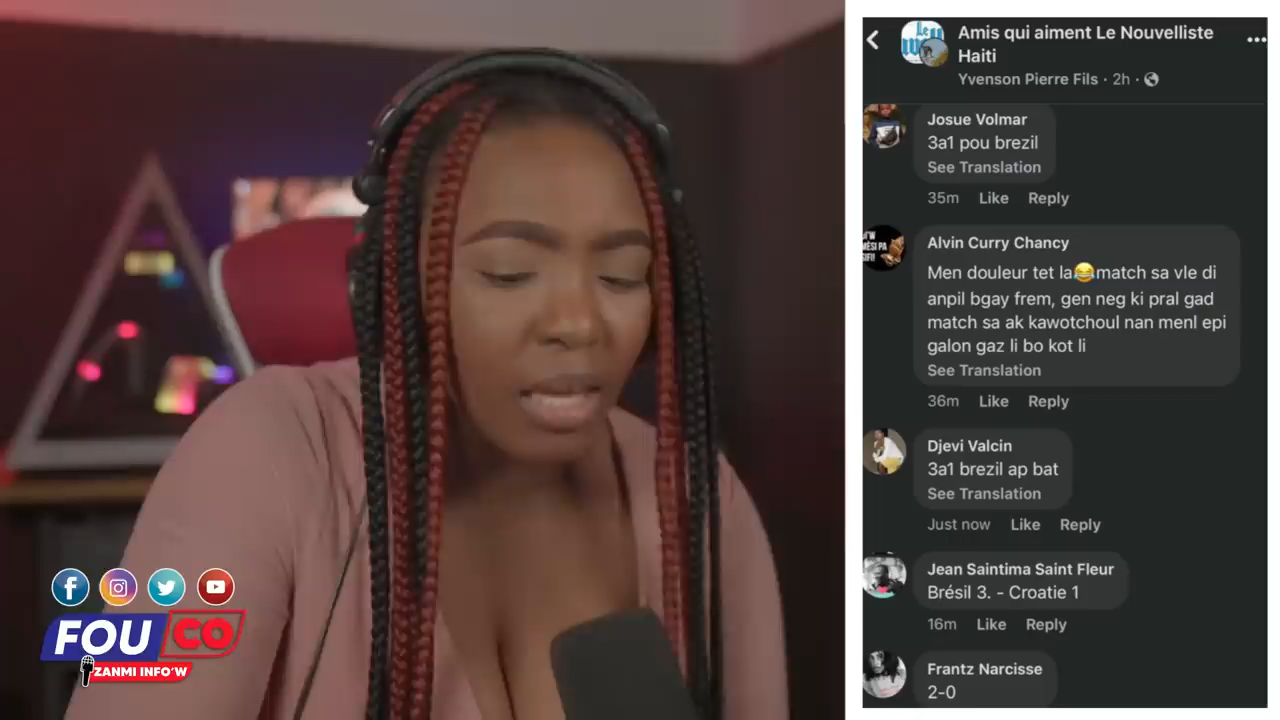 Amis qui aiment Le Nouvelliste
Haiti
Yvenson Pierre Fils · 2h ·
Josue Volmar
3a1 pou brezil
See Translation
35m Like Reply
Alvin Curry Chancy
Men douleur tet la😂match sa vle di
anpil bgay frem, gen neg ki pral gad
match sa ak kawotchoul nan menl epi
galon gaz li bo kot li
See Translation
36m Like Reply
Djevi Valcin
3a1 brezil ap bat
See Translation
Just now Like Reply
Jean Saintima Saint Fleur
Brésil 3. - Croatie 1
16m Like Reply
Frantz Narcisse
2-0
FOU CO
ZANMI INFO'W